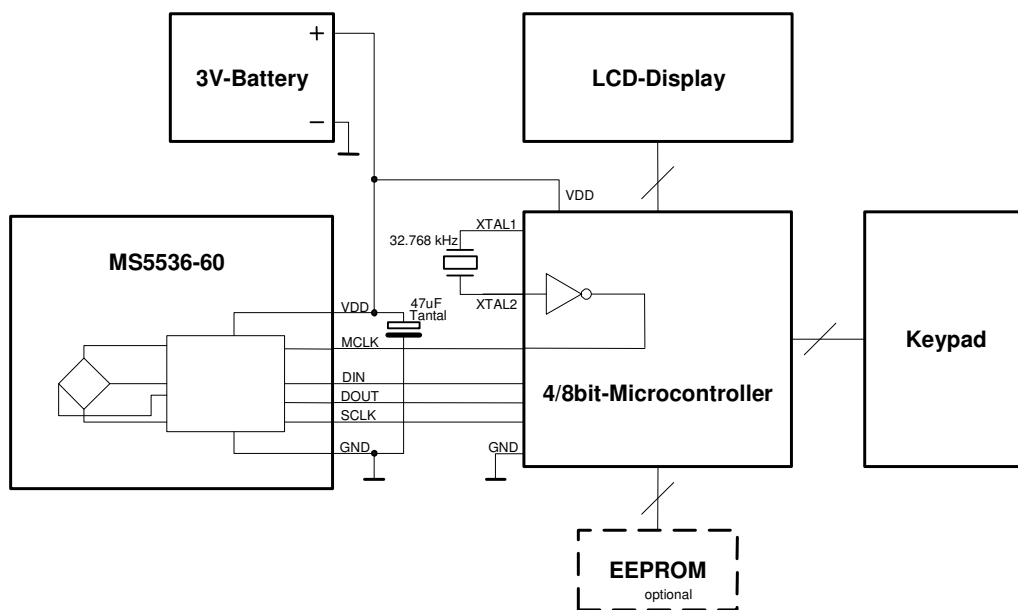 +
3V-Battery
−
LCD-Display
VDD
XTAL1
32.768 kHz
XTAL2
MS5536-60
VDD
47uF
Tantal
MCLK
DIN
DOUT
SCLK
GND
4/8bit-Microcontroller
GND
Keypad
EEPROM
optional